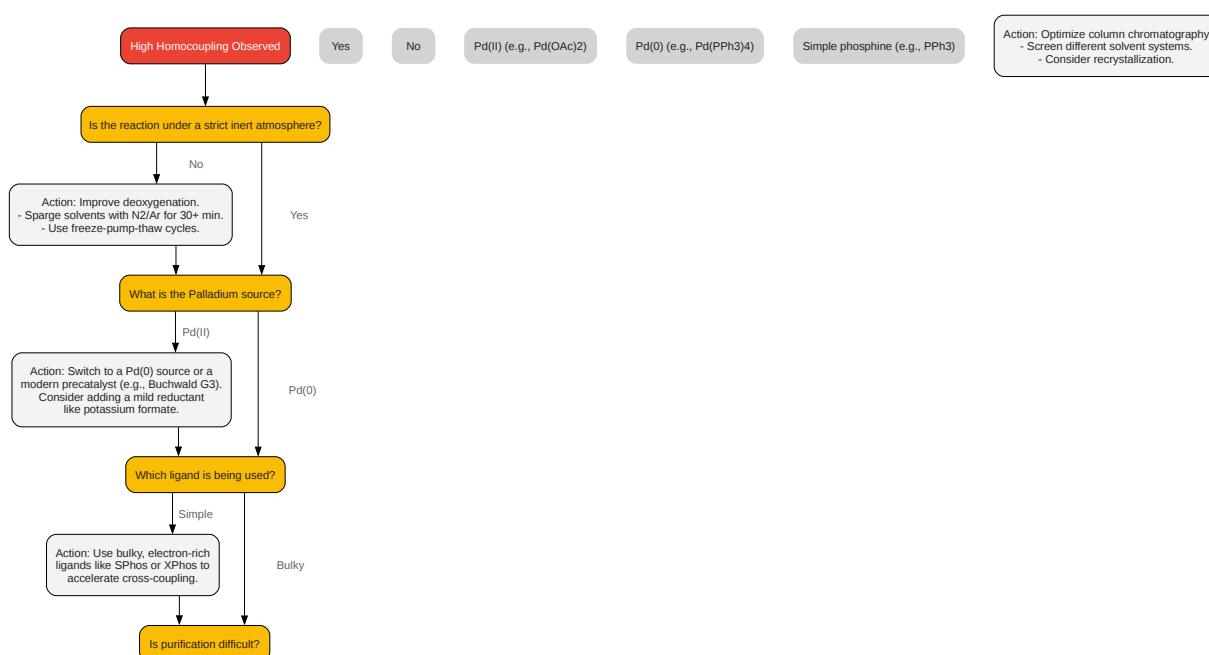 High Homocoupling Observed
Yes
No
Pd(II) (e.g., Pd(OAc)2)
Pd(0) (e.g., Pd(PPh3)4)
Simple phosphine (e.g., PPh3)
Action: Optimize column chromatography
- Screen different solvent systems.
- Consider recrystallization.
Is the reaction under a strict inert atmosphere?
No
Action: Improve deoxygenation.
- Sparge solvents with N2/Ar for 30+ min.
- Use freeze-pump-thaw cycles.
Yes
What is the Palladium source?
Pd(II)
Action: Switch to a Pd(0) source or a
modern precatalyst (e.g., Buchwald G3).
Consider adding a mild reductant
like potassium formate.
Pd(0)
Which ligand is being used?
Simple
Action: Use bulky, electron-rich
ligands like SPhos or XPhos to
accelerate cross-coupling.
Bulky
Is purification difficult?